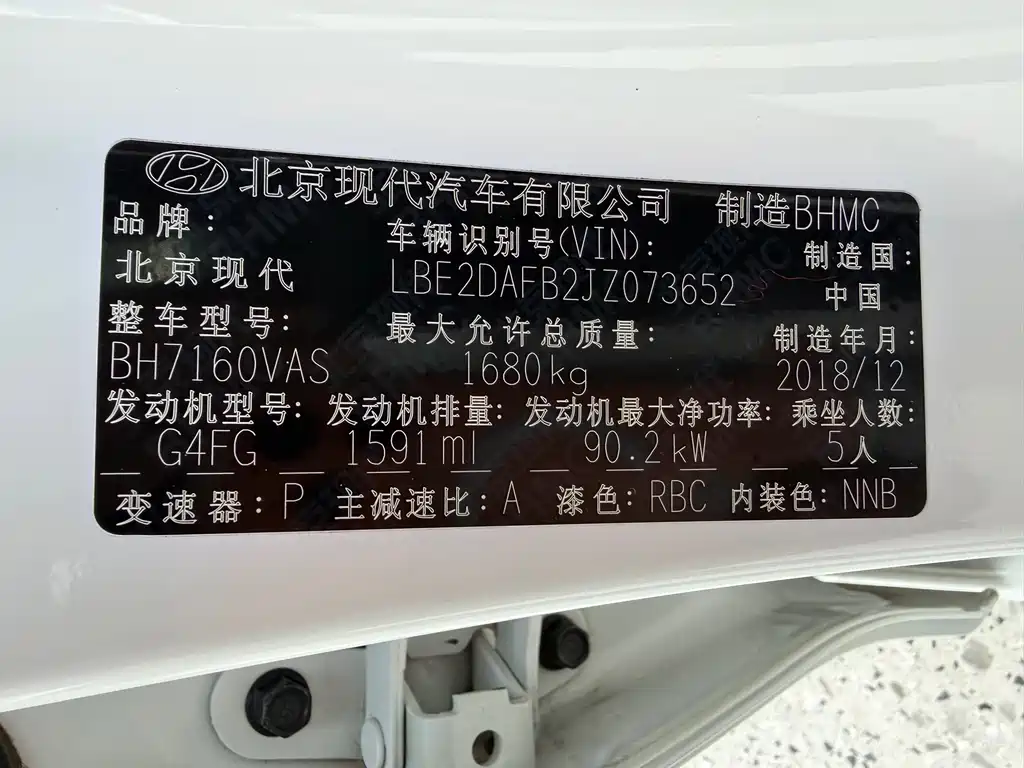 北京现代汽车有限公司 制造BHMC
品牌: 车辆识别号(VIN): 制造国:
北京现代 LBE2DAFB2JZ073652 中国
整车型号: 最大允许总质量: 制造年月:
BH7160VAS 1680kg 2018/12
发动机型号: 发动机排量: 发动机最大净功率: 乘坐人数:
G4FG 1591ml 90.2kW 5人
变速器: P 主减速比: A 漆色: RBC 内装色: NNB